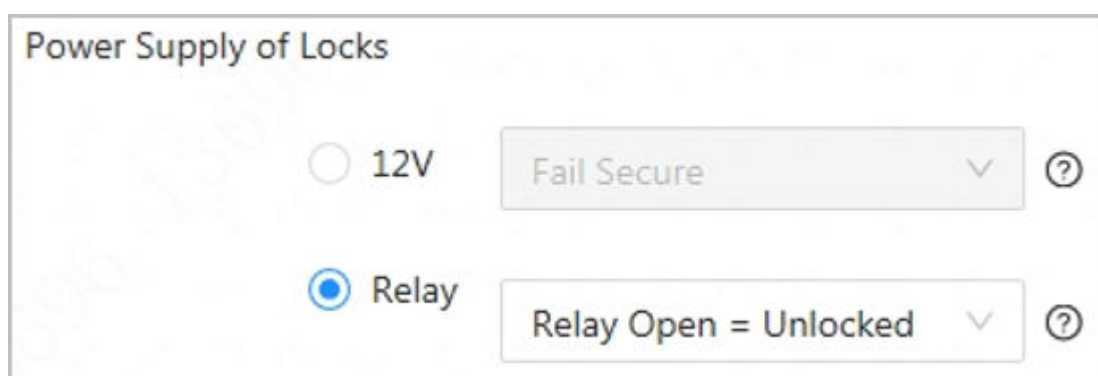 Power Supply of Locks
12V Fail Secure ?
Relay Relay Open = Unlocked ?